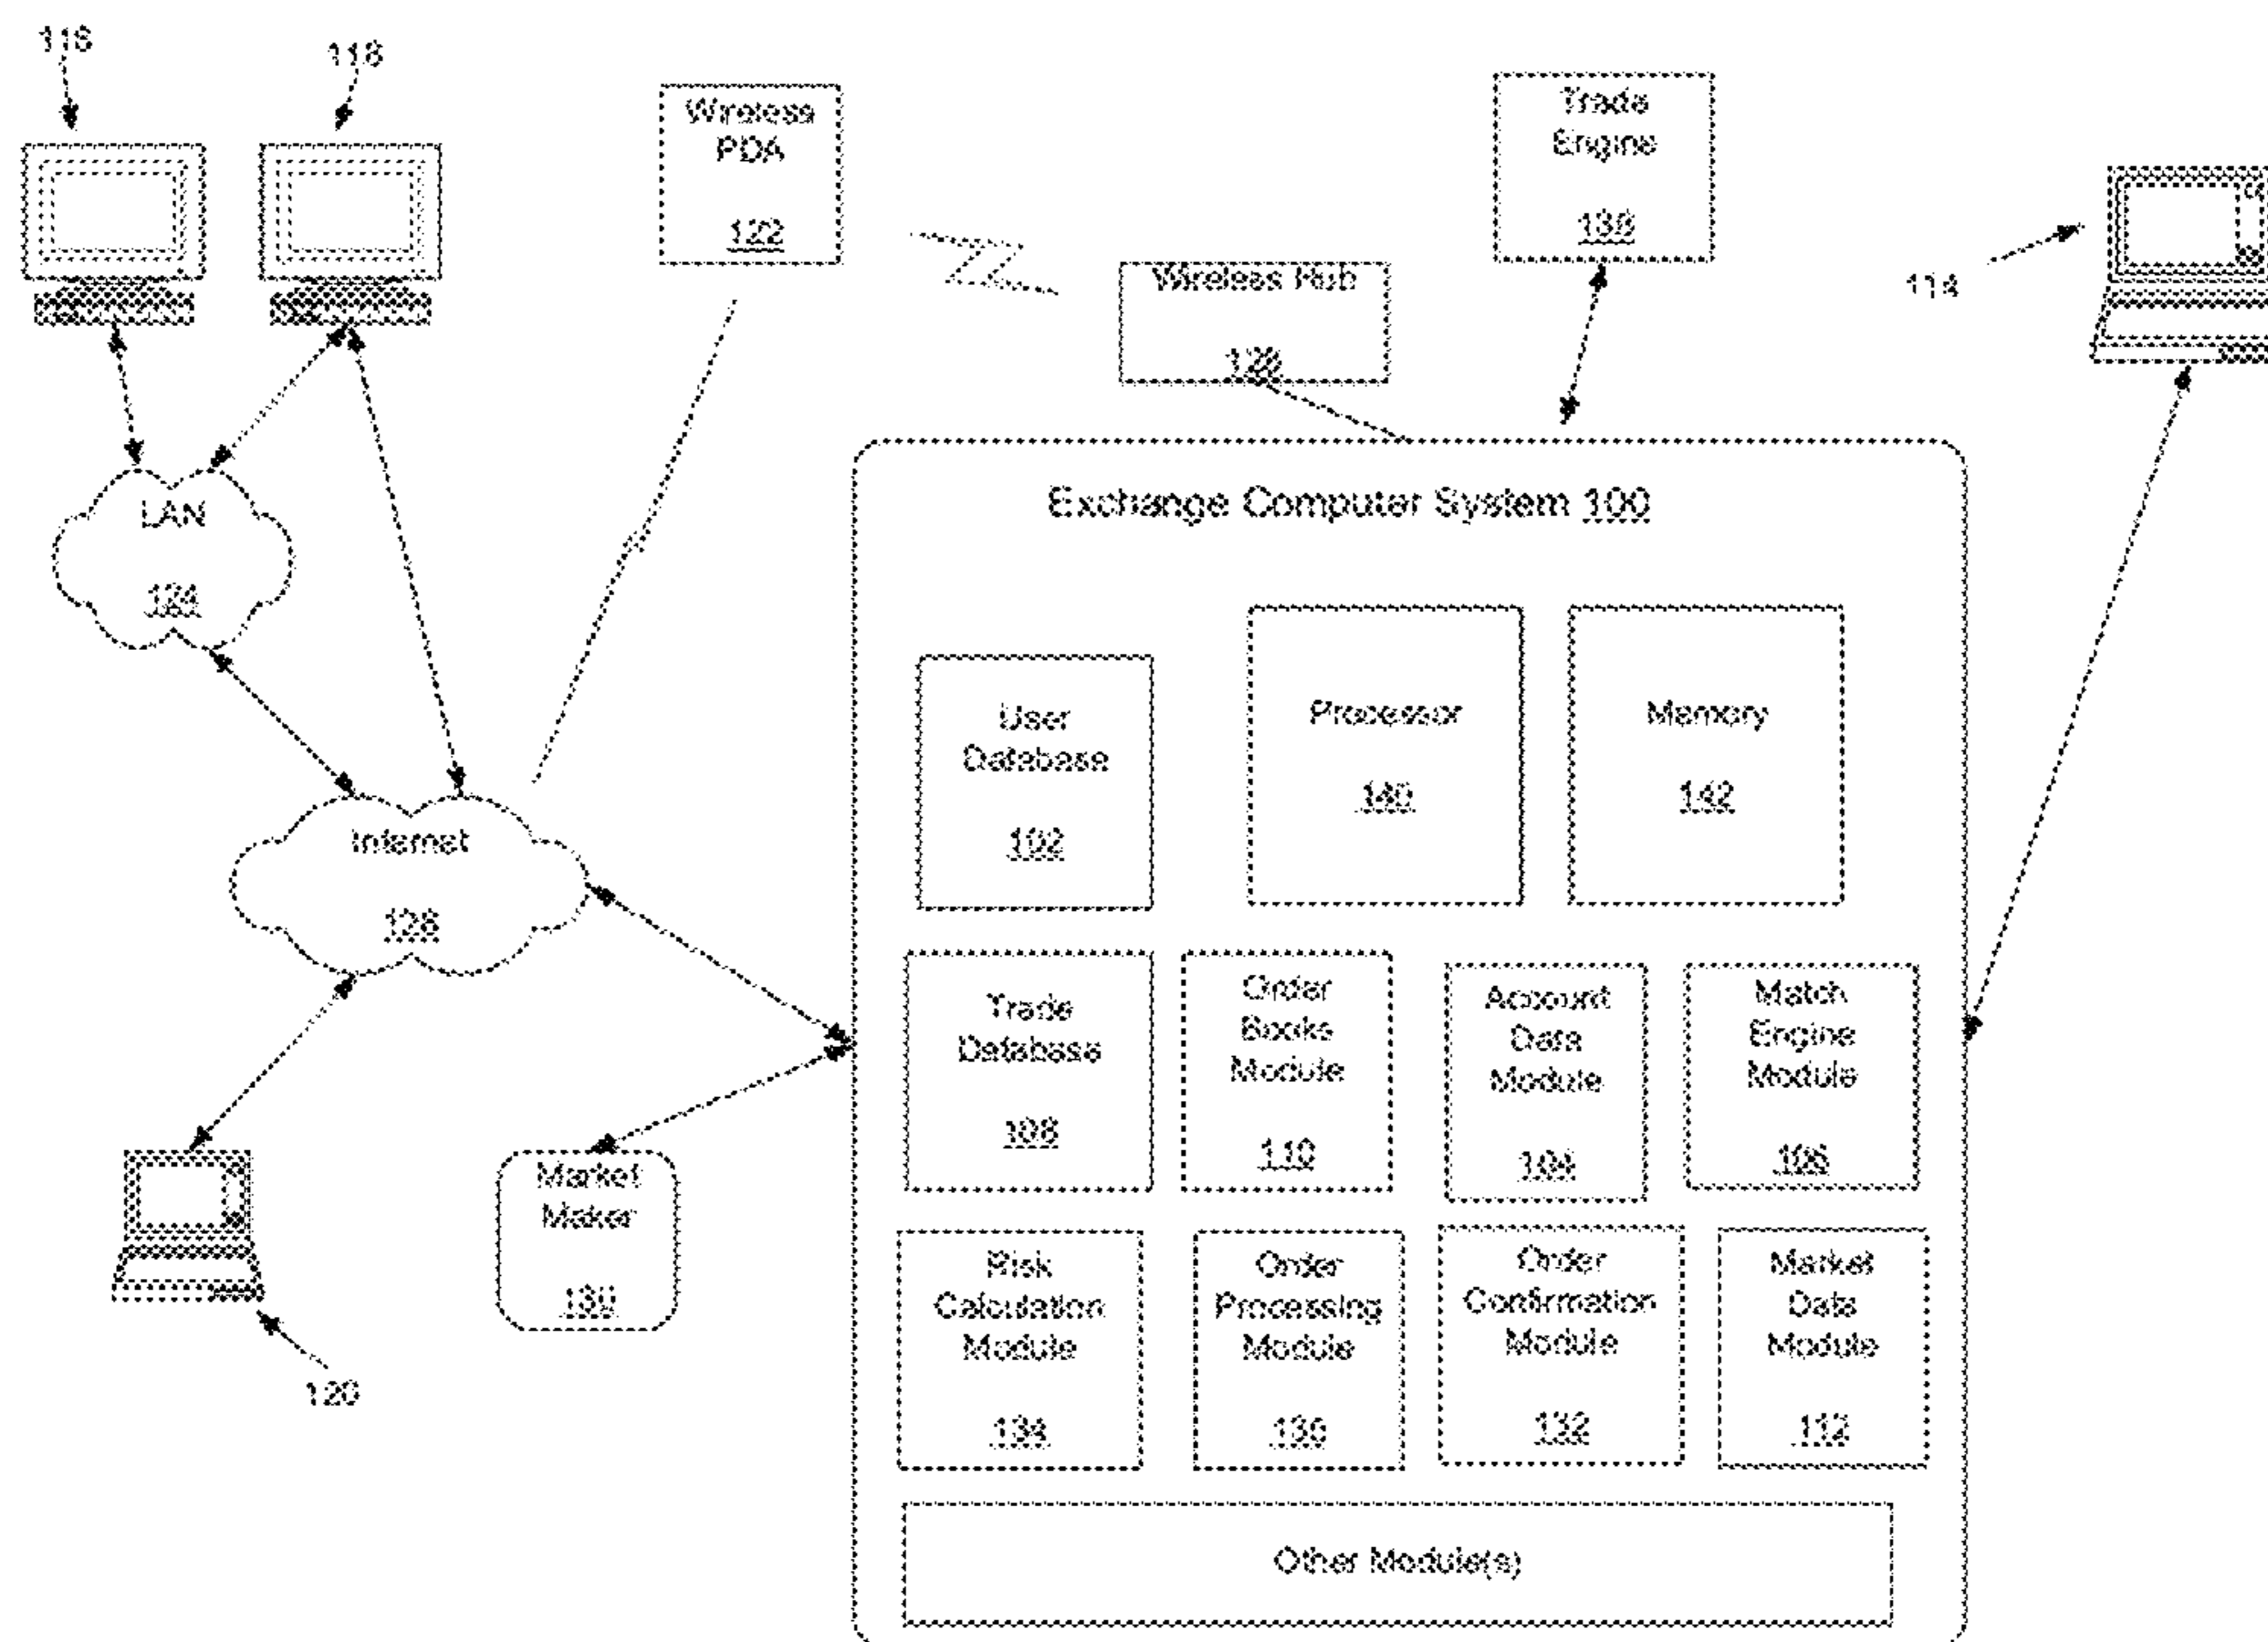 116
118
Wireless
PDA
122
Trade
Engine
138
Wireless Hub
128
114
LAN
124
Exchange Computer System 100
User
Database
102
Processor
140
Memory
142
Internet
126
Trade
Database
108
Order
Books
Module
110
Account
Data
Module
104
Match
Engine
Module
106
Market
Maker
Risk
Calculation
Module
134
Order
Processing
Module
Order
Confirmation
Module
132
Market
Data
Module
112
120
Other Module(s)